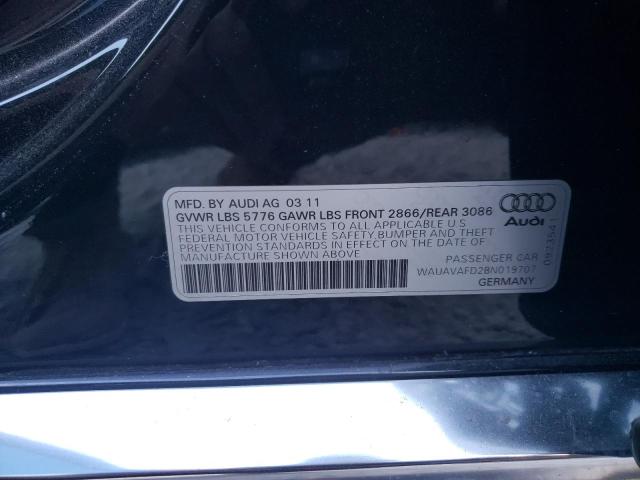 MFD. BY AUDI AG 03 11
GVWR LBS 5776 GAWR LBS FRONT 2866/REAR 3086
THIS VEHICLE CONFORMS TO ALL APPLICABLE U.S
FEDERAL MOTOR VEHICLE SAFETY,BUMPER AND THEFT
PREVENTION STANDARDS IN EFFECT ON THE DATE OF
MANUFACTURE SHOWN ABOVE
PASSENGER CAR
WAUAVAFD2BN019707
GERMANY
Audi
0923541